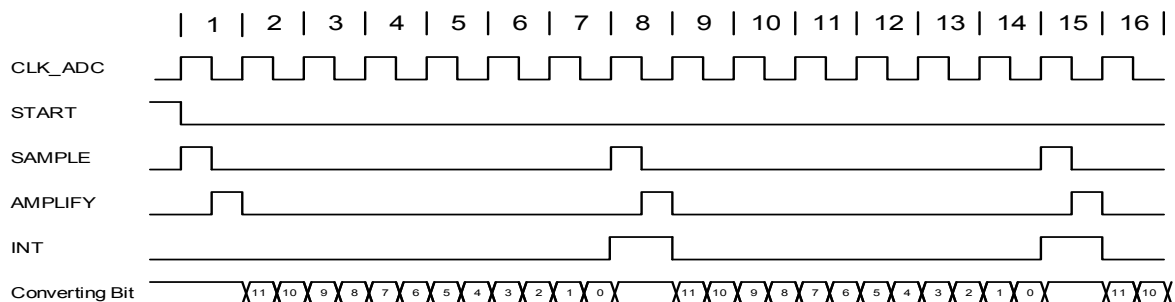 1 2 3 4 5 6 7 8 9 10 11 12 13 14 15 16
CLK_ADC
START
SAMPLE
AMPLIFY
INT
Converting Bit 11 10 9 8 7 6 5 4 3 2 1 0 11 10 9 8 7 6 5 4 3 2 1 0 11 10